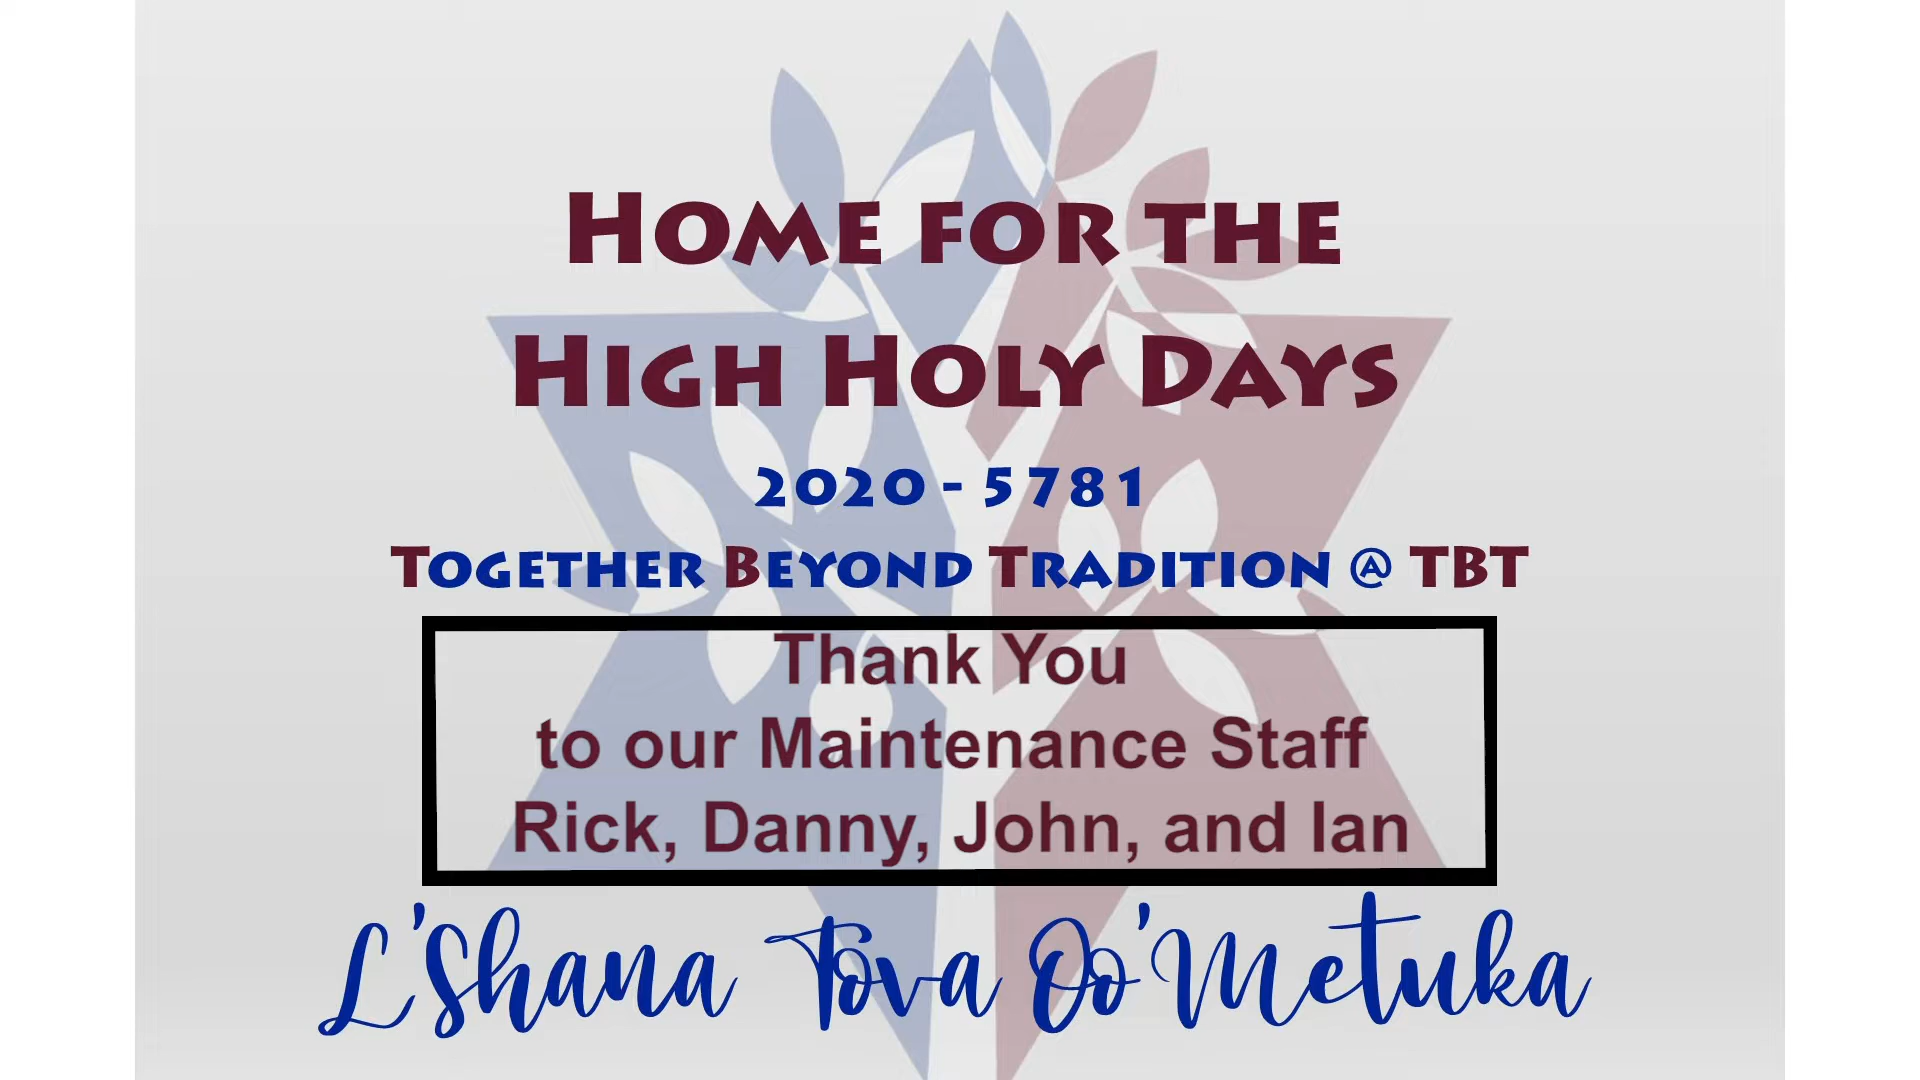 Home for the
High Holy Days
2020 - 5781
Together Beyond Tradition @ TBT
Thank You
to our Maintenance Staff
Rick, Danny, John, and Ian
L'Shana Tova Oo'Metuka